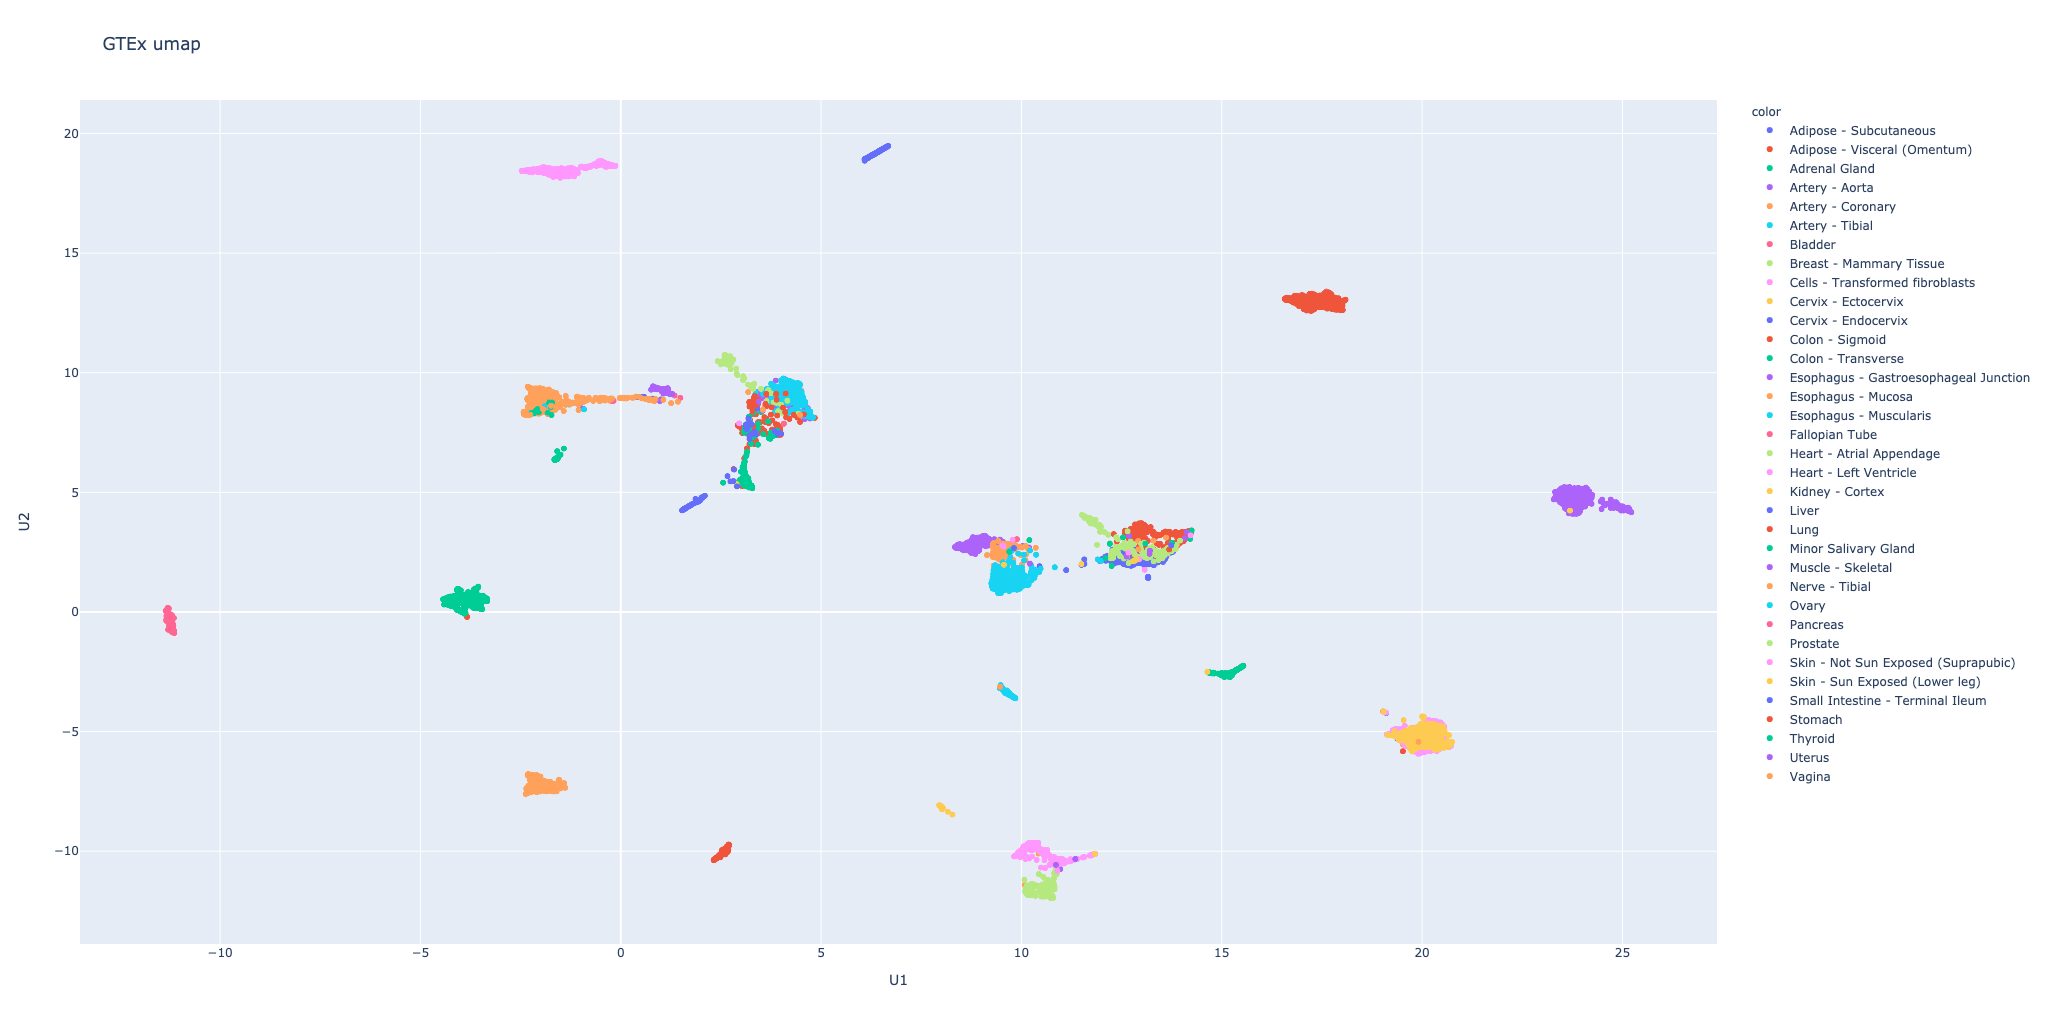 GTEx umap
color
Adipose - Subcutaneous
Adipose - Visceral (Omentum)
Adrenal Gland
Artery - Aorta
Artery - Coronary
Artery - Tibial
Bladder
Breast - Mammary Tissue
Cells - Transformed fibroblasts
Cervix - Ectocervix
Cervix - Endocervix
Colon - Sigmoid
Colon - Transverse
Esophagus - Gastroesophageal Junction
Esophagus - Mucosa
Esophagus - Muscularis
Fallopian Tube
Heart - Atrial Appendage
Heart - Left Ventricle
Kidney - Cortex
Liver
Lung
Minor Salivary Gland
Muscle - Skeletal
Nerve - Tibial
Ovary
Pancreas
Prostate
Skin - Not Sun Exposed (Suprapubic)
Skin - Sun Exposed (Lower leg)
Small Intestine - Terminal Ileum
Stomach
Thyroid
Uterus
Vagina
20
15
10
5
0
−5
−10
U2
−10
−5
0
5
10
15
20
25
U1